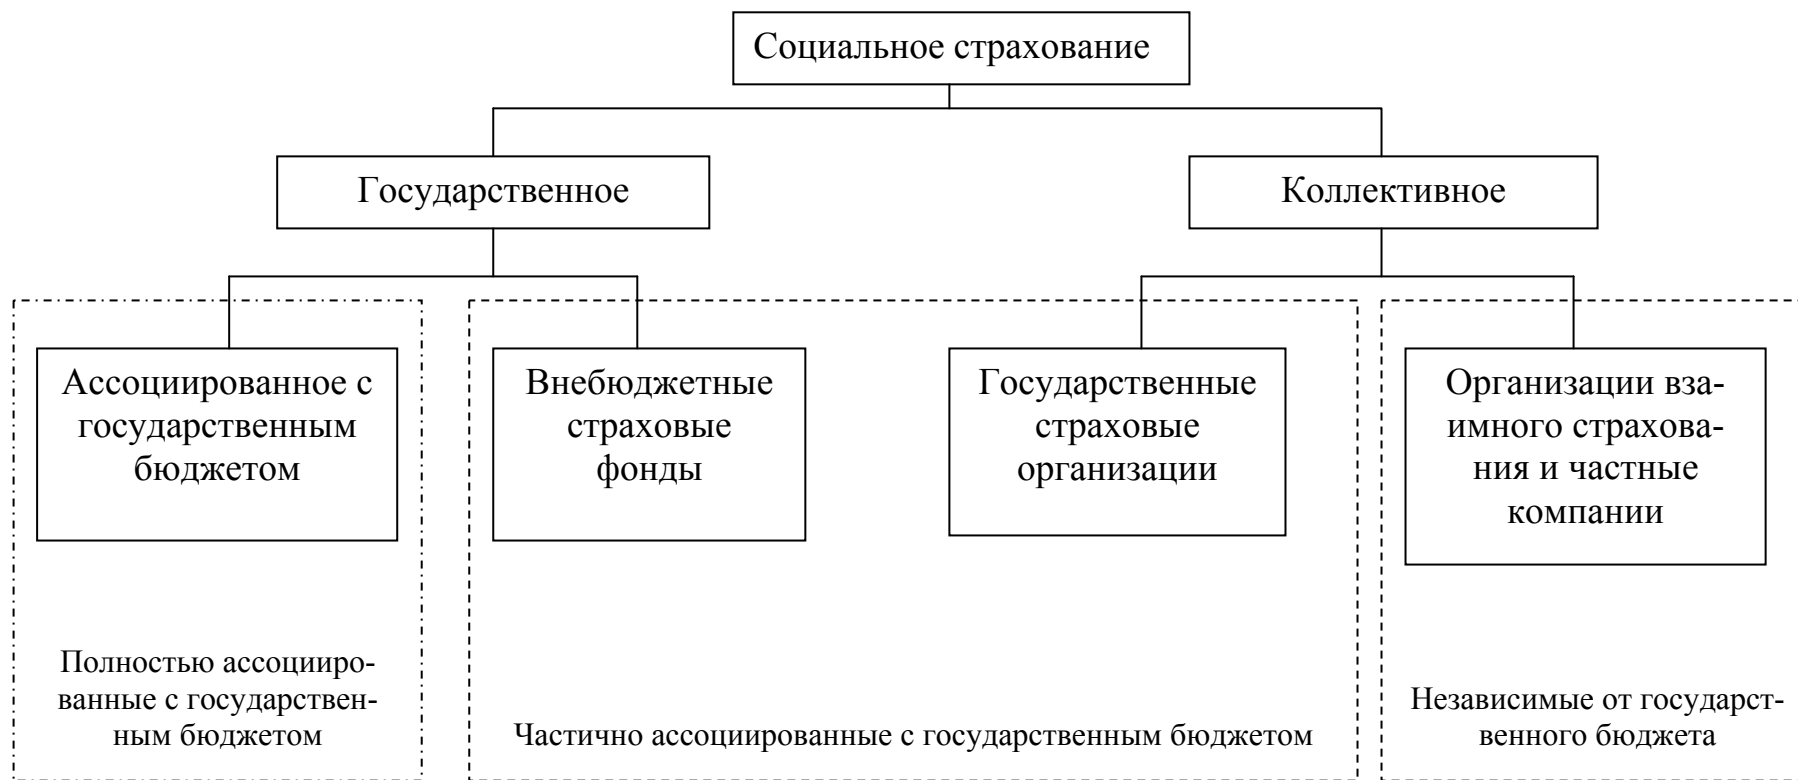 Социальное страхование
Государственное
Коллективное
Ассоциированное с
государственным
бюджетом
Внебюджетные
страховые
фонды
Государственные
страховые
организации
Организации вза-
имного страхова-
ния и частные
компании
Полностью ассоцииро-
ванные с государствен-
ным бюджетом
Частично ассоциированные с государственным бюджетом
Независимые от государст-
венного бюджета